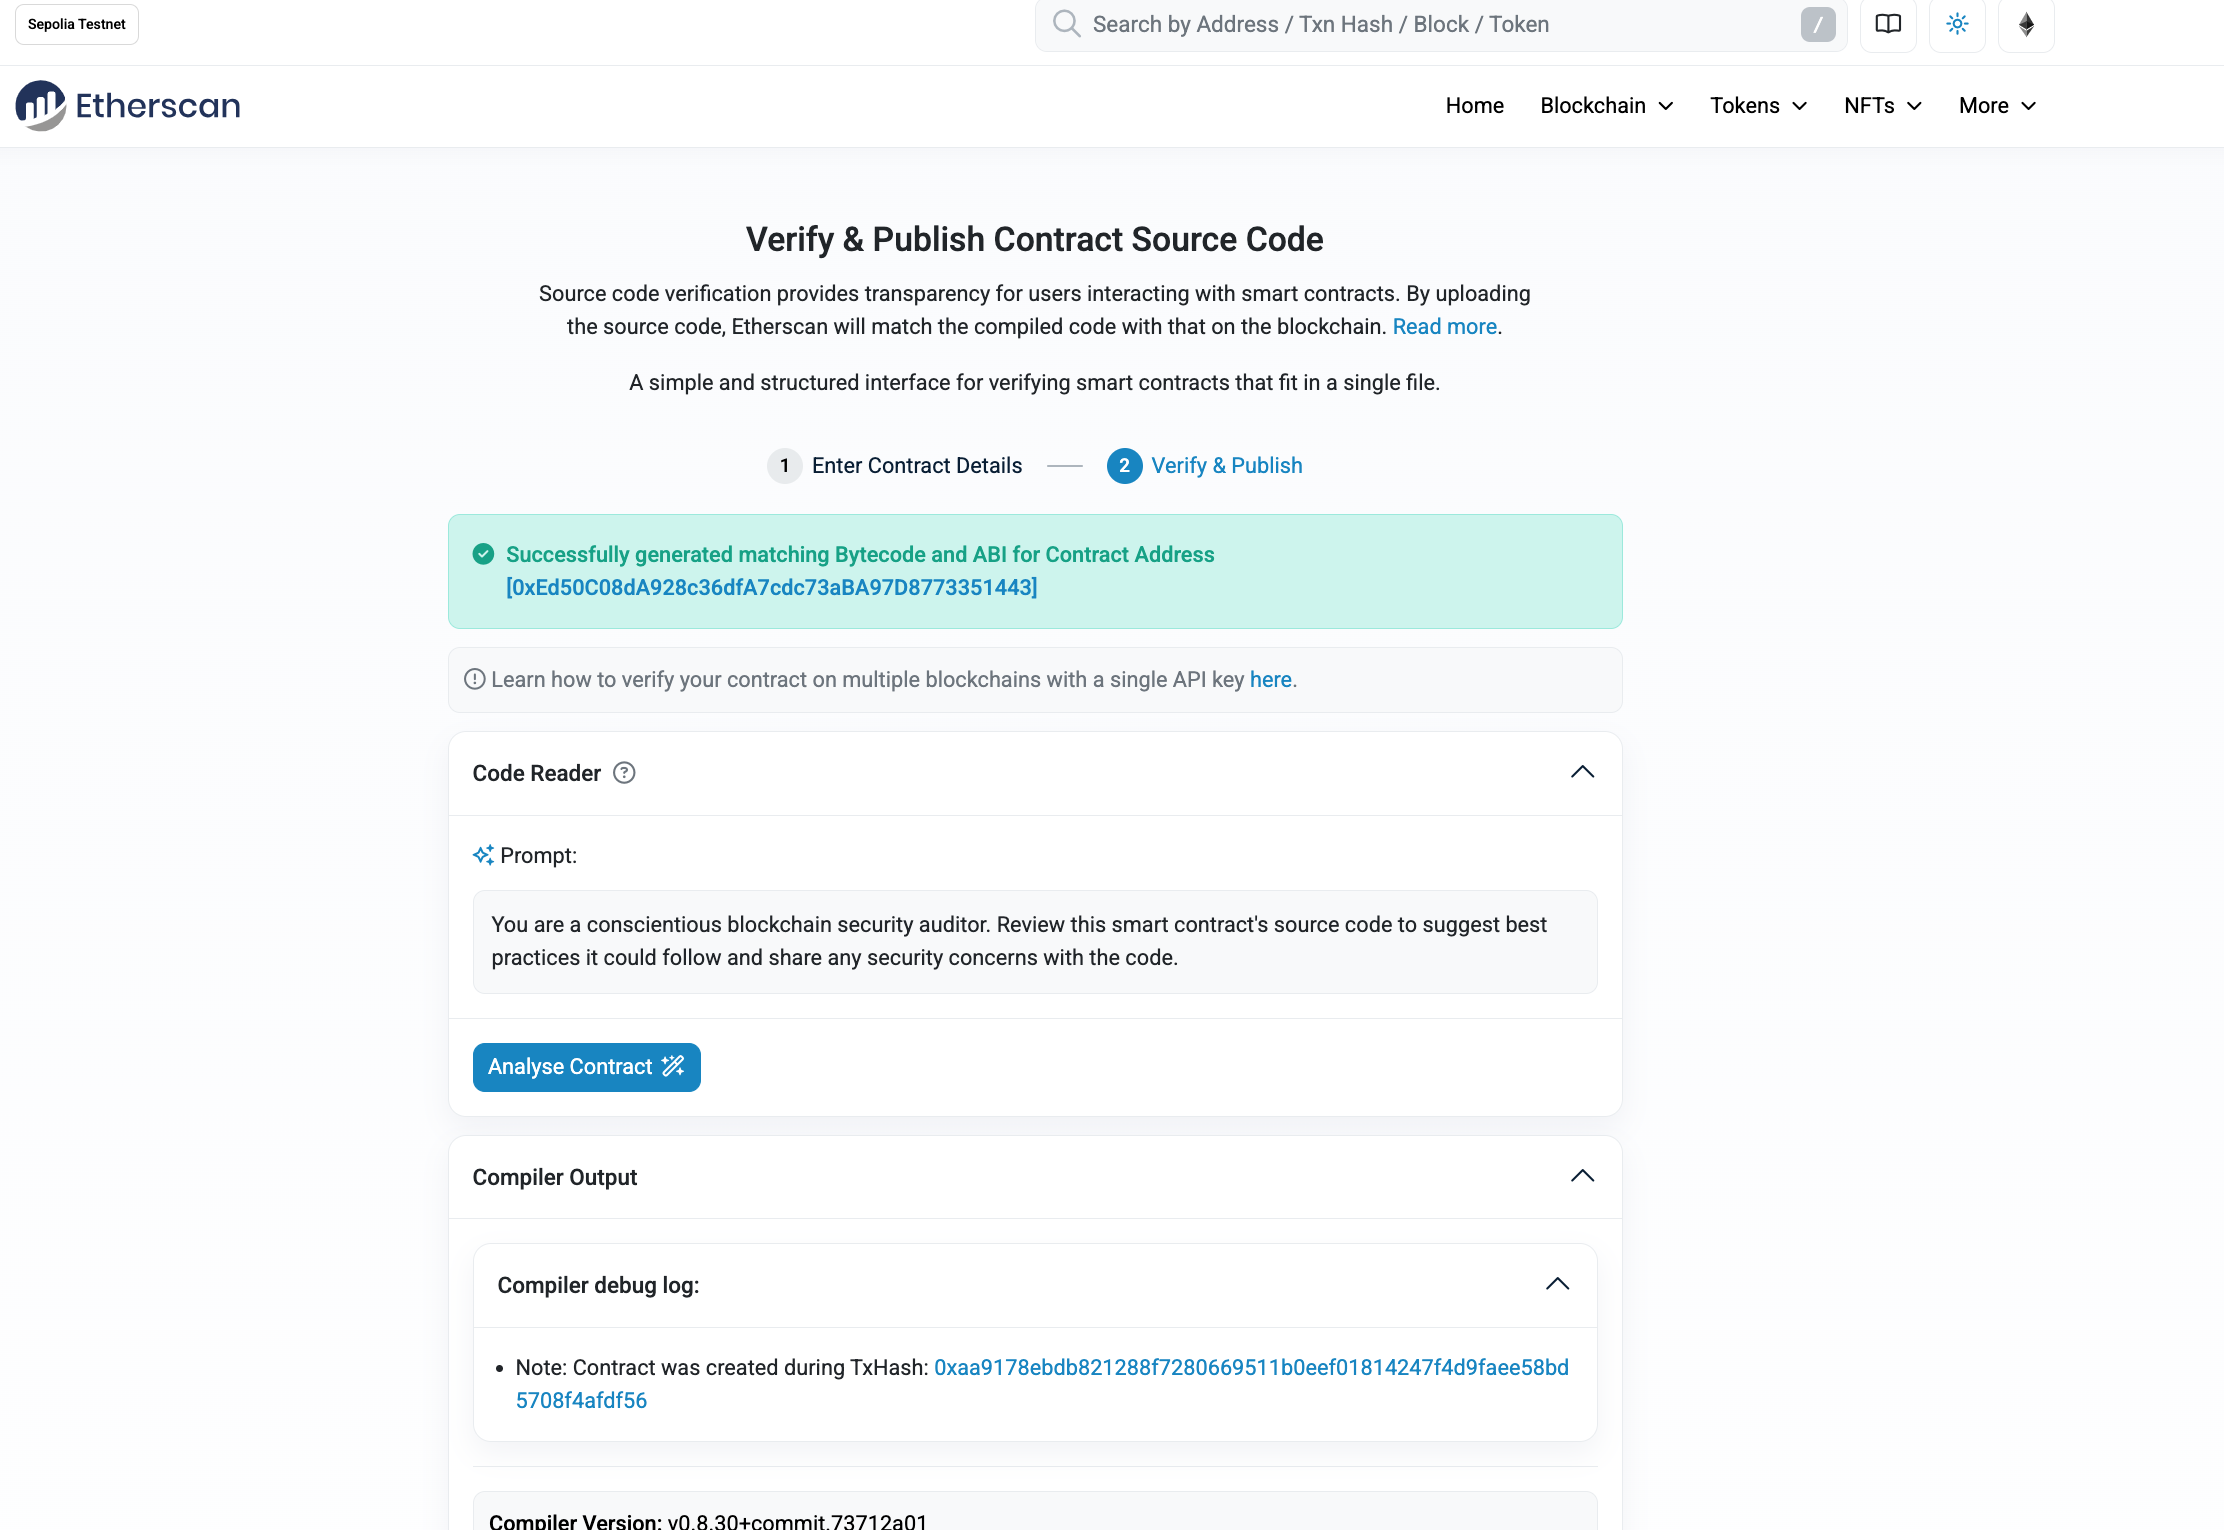 Sepolia Testnet
Search by Address / Txn Hash / Block / Token
/
Etherscan
Home
Blockchain
Tokens
NFTs
More
Verify & Publish Contract Source Code
Source code verification provides transparency for users interacting with smart contracts. By uploading
the source code, Etherscan will match the compiled code with that on the blockchain. Read more.
A simple and structured interface for verifying smart contracts that fit in a single file.
1 Enter Contract Details
2 Verify & Publish
Successfully generated matching Bytecode and ABI for Contract Address
[0xEd50C08dA928c36dfA7cdc73aBA97D8773351443]
Learn how to verify your contract on multiple blockchains with a single API key here.
Code Reader ?
Prompt:
You are a conscientious blockchain security auditor. Review this smart contract's source code to suggest best
practices it could follow and share any security concerns with the code.
Analyse Contract
Compiler Output
Compiler debug log:
• Note: Contract was created during TxHash: 0xaa9178ebdb821288f7280669511b0eef01814247f4d9faee58bd
5708f4afdf56
Compiler Version: v0.8.30+commit.73712a01